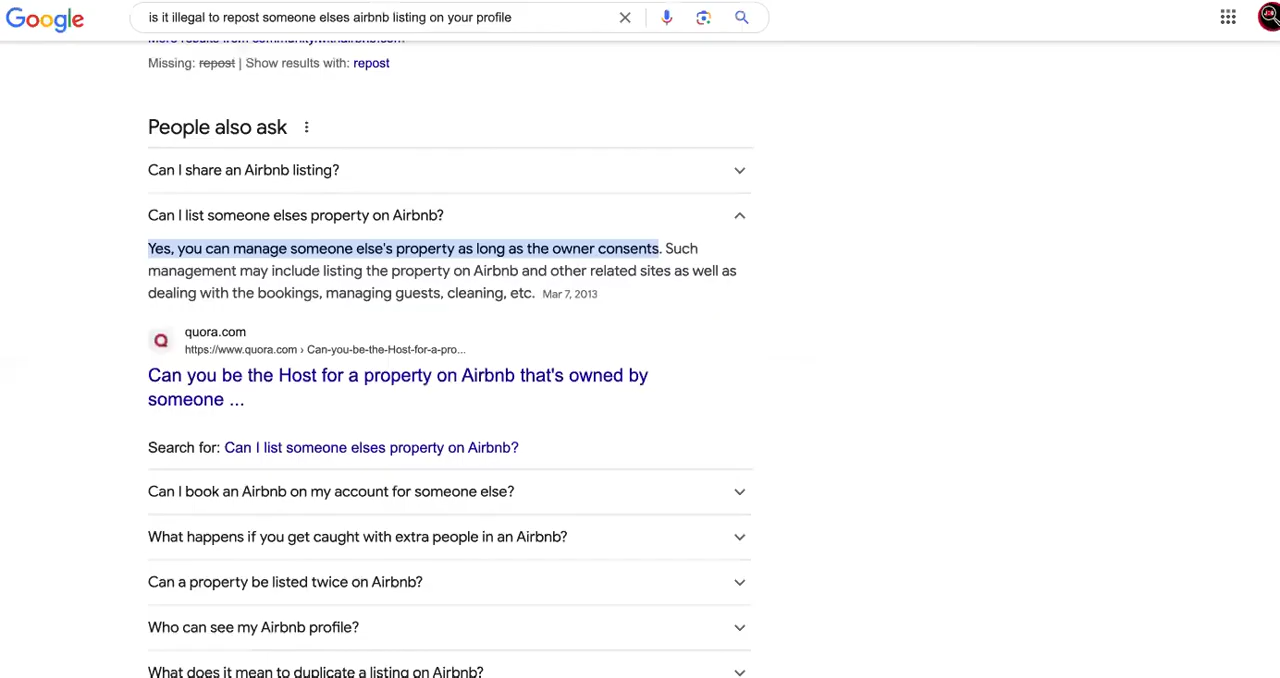 Google
is it illegal to repost someone elses airbnb listing on your profile
More results from community.withairbnb.com
Missing: repost | Show results with: repost
People also ask
Can I share an Airbnb listing?
Can I list someone elses property on Airbnb?
Yes, you can manage someone else's property as long as the owner consents. Such
management may include listing the property on Airbnb and other related sites as well as
dealing with the bookings, managing guests, cleaning, etc. Mar 7, 2013
quora.com
https://www.quora.com › Can-you-be-the-Host-for-a-pro...
Can you be the Host for a property on Airbnb that's owned by
someone ...
Search for: Can I list someone elses property on Airbnb?
Can I book an Airbnb on my account for someone else?
What happens if you get caught with extra people in an Airbnb?
Can a property be listed twice on Airbnb?
Who can see my Airbnb profile?
What does it mean to duplicate a listing on Airbnb?